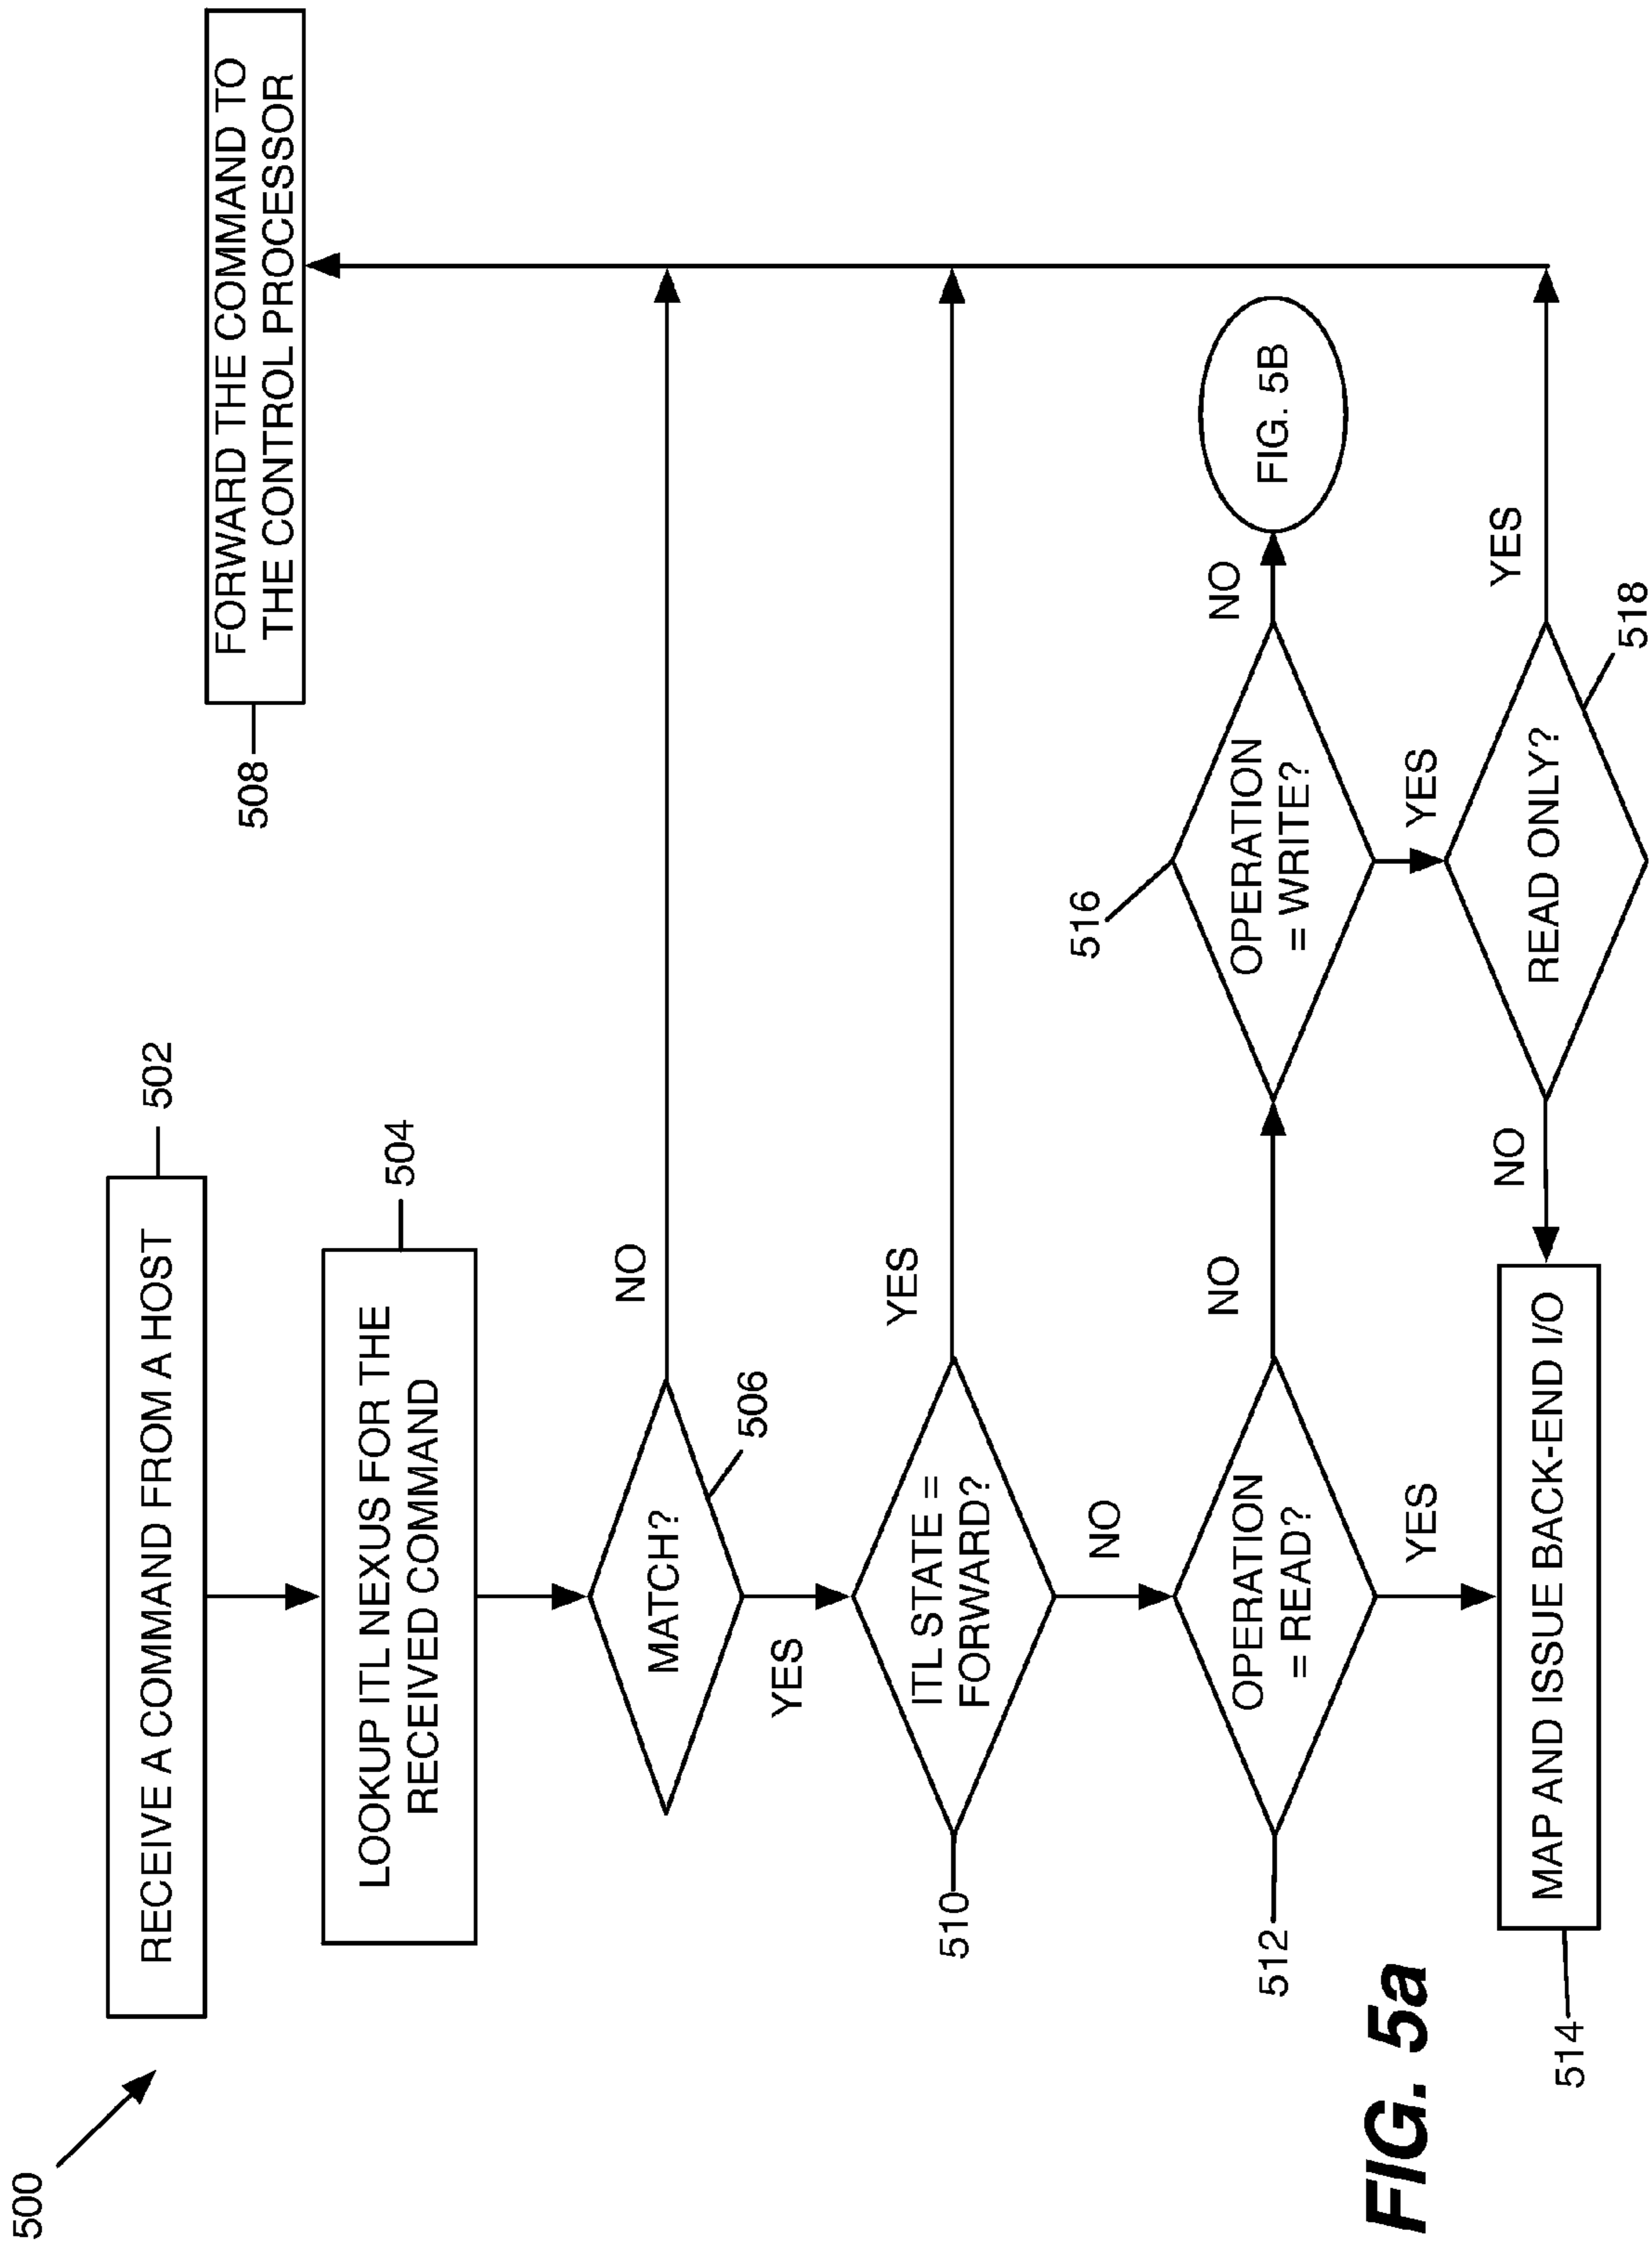 500
RECEIVE A COMMAND FROM A HOST
502
LOOKUP ITL NEXUS FOR THE
RECEIVED COMMAND
504
FORWARD THE COMMAND TO
THE CONTROL PROCESSOR
508
MATCH?
506
NO
YES
ITL STATE =
FORWARD?
510
YES
NO
OPERATION
= READ?
512
NO
YES
OPERATION
= WRITE?
516
NO
FIG. 5B
YES
READ ONLY?
518
YES
NO
MAP AND ISSUE BACK-END I/O
514
FIG. 5a